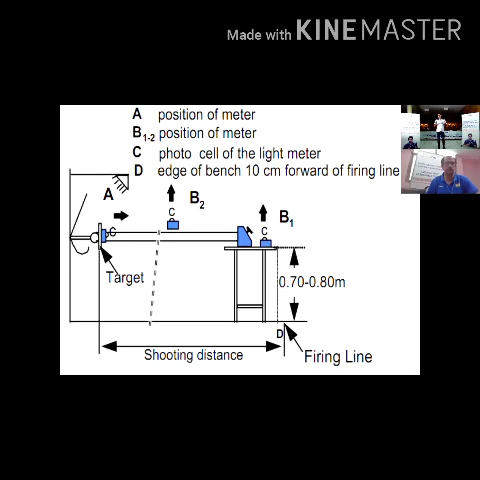 Made with KINEMASTER
A position of meter
B1-2 position of meter
C photo cell of the light meter
D edge of bench 10 cm forward of firing line
A
B2
C
B1
C
C
Target
0.70-0.80m
D
Shooting distance
Firing Line